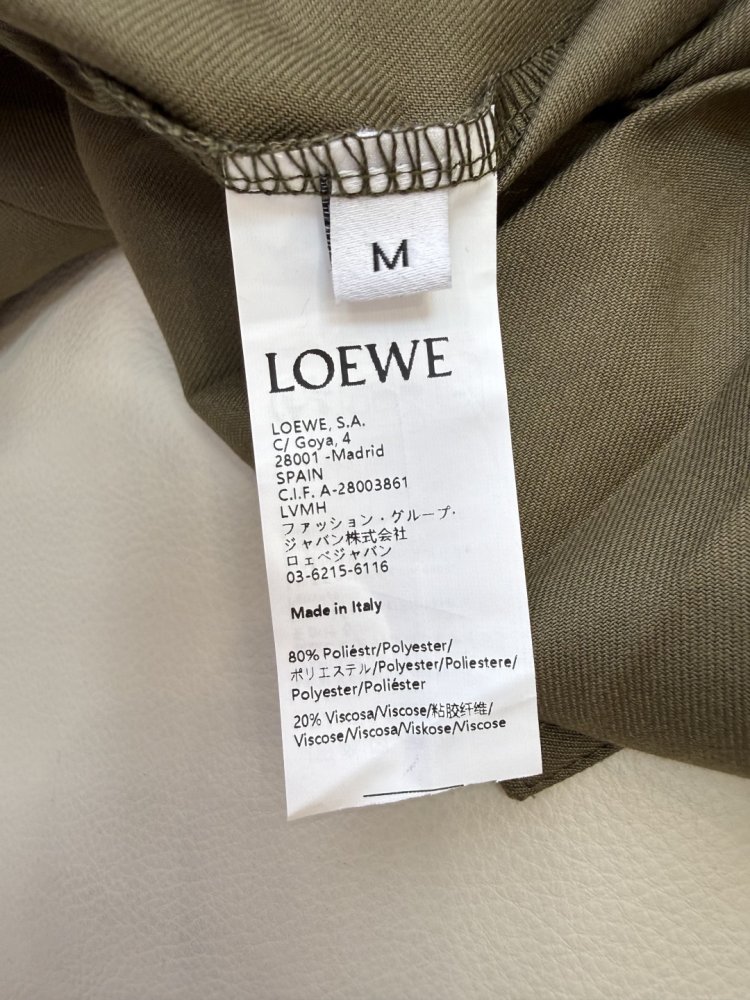 M
LOEWE
LOEWE, S.A.
C/ Goya, 4
28001 -Madrid
SPAIN
C.I.F. A-28003861
LVMH
ファッション・グループ・
ジャパン株式会社
ロェベジャパン
03-6215-6116
Made in Italy
80% Poliéstr/Polyester/
ポリエステル/Polyester/Poliestere/
Polyester/Poliéster
20% Viscosa/Viscose/粘胶纤维/
Viscose/Viscosa/Viskose/Viscose